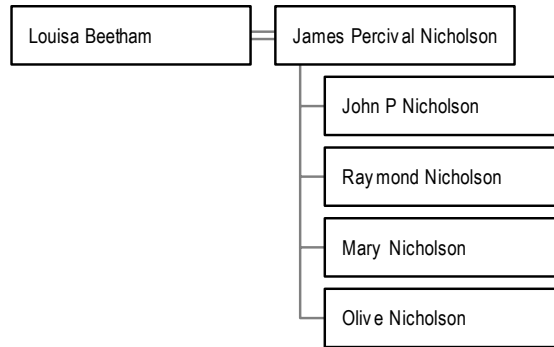 Louisa Beetham
James Percival Nicholson
John P Nicholson
Raymond Nicholson
Mary Nicholson
Olive Nicholson